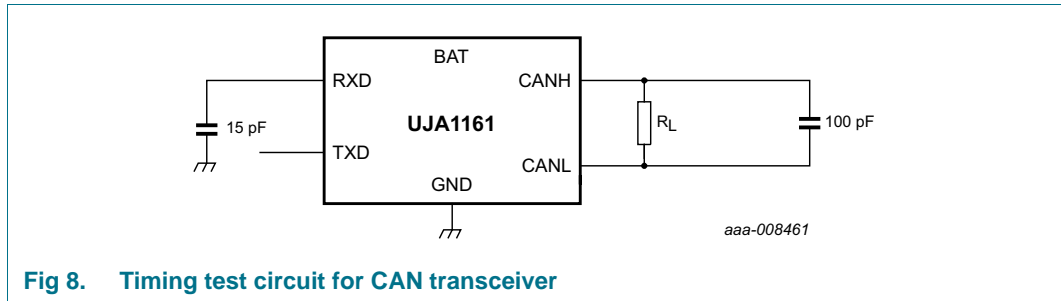 BAT
RXD
CANH
15 pF
UJA1161
RL
100 pF
TXD
CANL
GND
aaa-008461
Fig 8. Timing test circuit for CAN transceiver